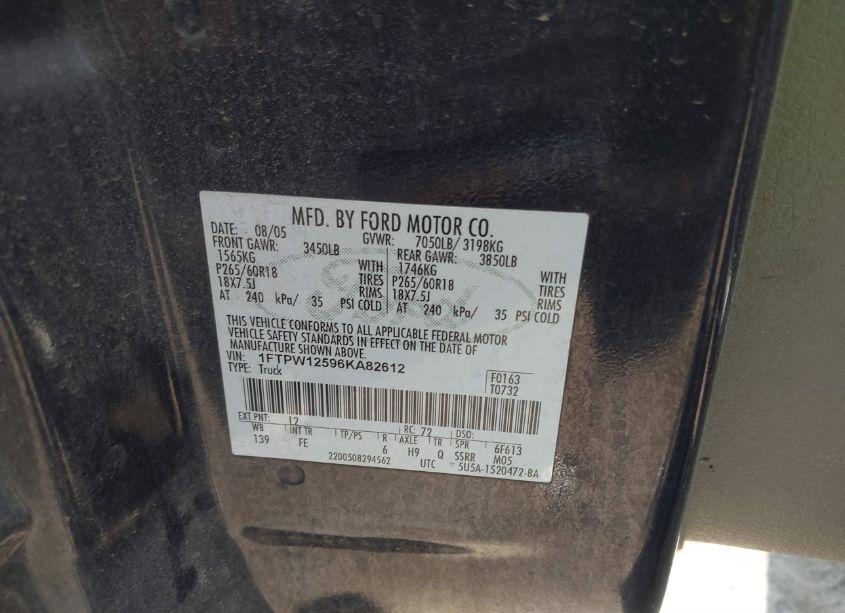 MFD. BY FORD MOTOR CO.
DATE: 08/05 GVWR: 7050LB/ 3198KG
FRONT GAWR: 3450LB REAR GAWR: 3850LB
1565KG WITH 1746KG WITH
P265/60R18 TIRES P265/60R18 TIRES
18X7.5J RIMS 18X7.5J RIMS
AT 240 kPa/ 35 PSI COLD AT 240 kPa/ 35 PSI COLD
THIS VEHICLE CONFORMS TO ALL APPLICABLE FEDERAL MOTOR
VEHICLE SAFETY STANDARDS IN EFFECT ON THE DATE OF
MANUFACTURE SHOWN ABOVE.
VIN: 1FTPW12596KA82612 F0163
TYPE: Truck T0732
EXT PNT: 12 RC: 72 DSO:
WB INT TR TP/PS R AXLE TR SPR 6F613
139 FE 6 H9 Q SSRR M05
2200508294562 UTC 5U5A-1520472-BA
Ford